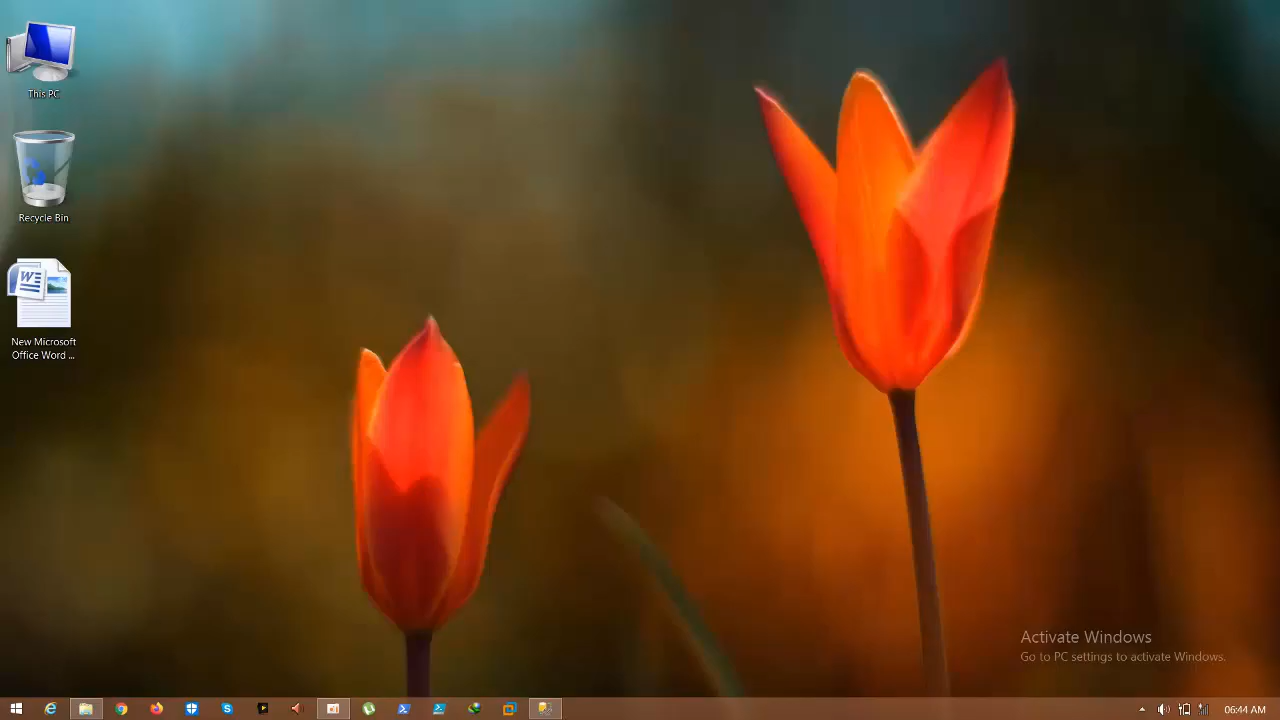 This PC
Recycle Bin
New Microsoft
Office Word ...
Activate Windows
Go to PC settings to activate Windows.
06:44 AM